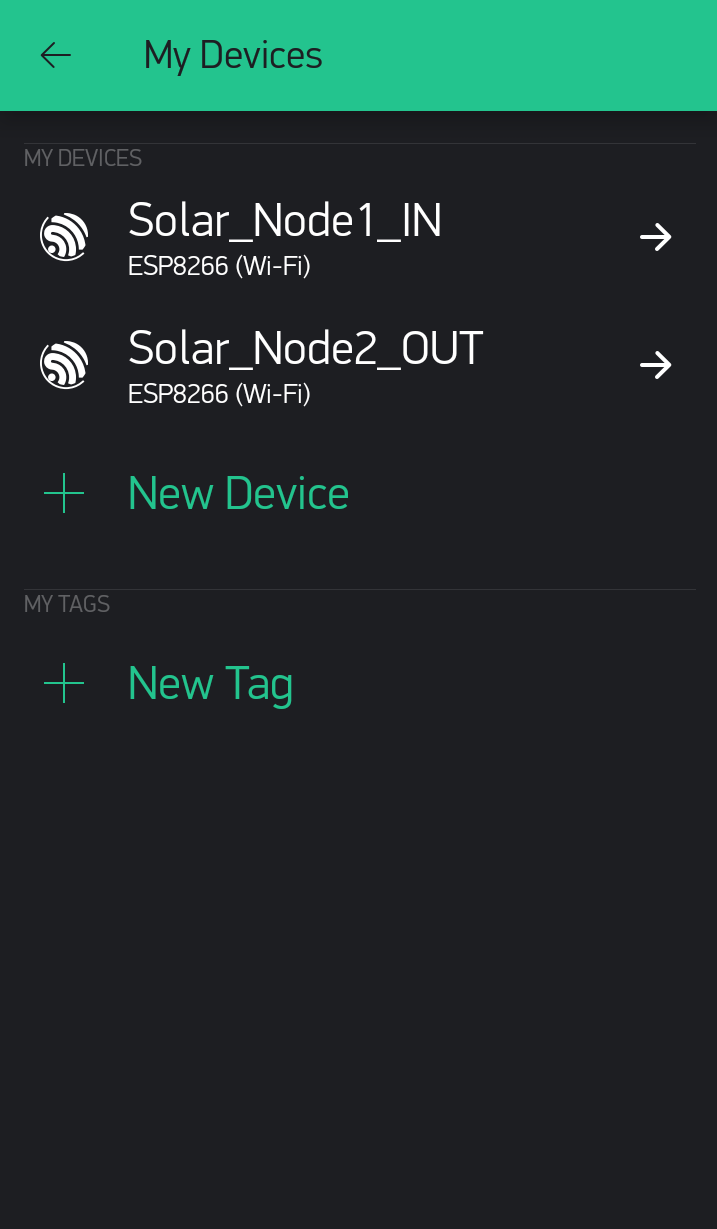 My Devices
MY DEVICES
Solar_Node1_IN
ESP8266 (Wi-Fi)
Solar_Node2_OUT
ESP8266 (Wi-Fi)
New Device
MY TAGS
New Tag